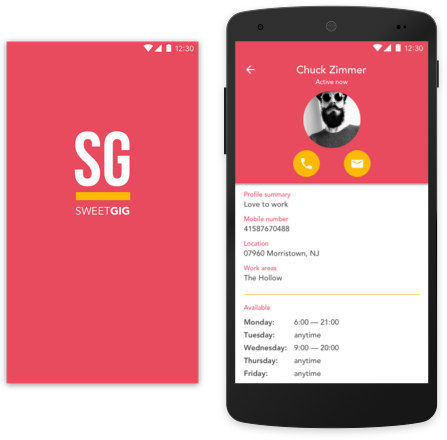 12:30
SG
SWEETGIG
12:30
Chuck Zimmer
Active now
Profile summary
Love to work
Mobile number
41587670488
Location
07960 Morristown, NJ
Work areas
The Hollow
Available
Monday: 6:00 — 21:00
Tuesday: anytime
Wednesday: 9:00 — 20:00
Thursday: anytime
Friday: anytime